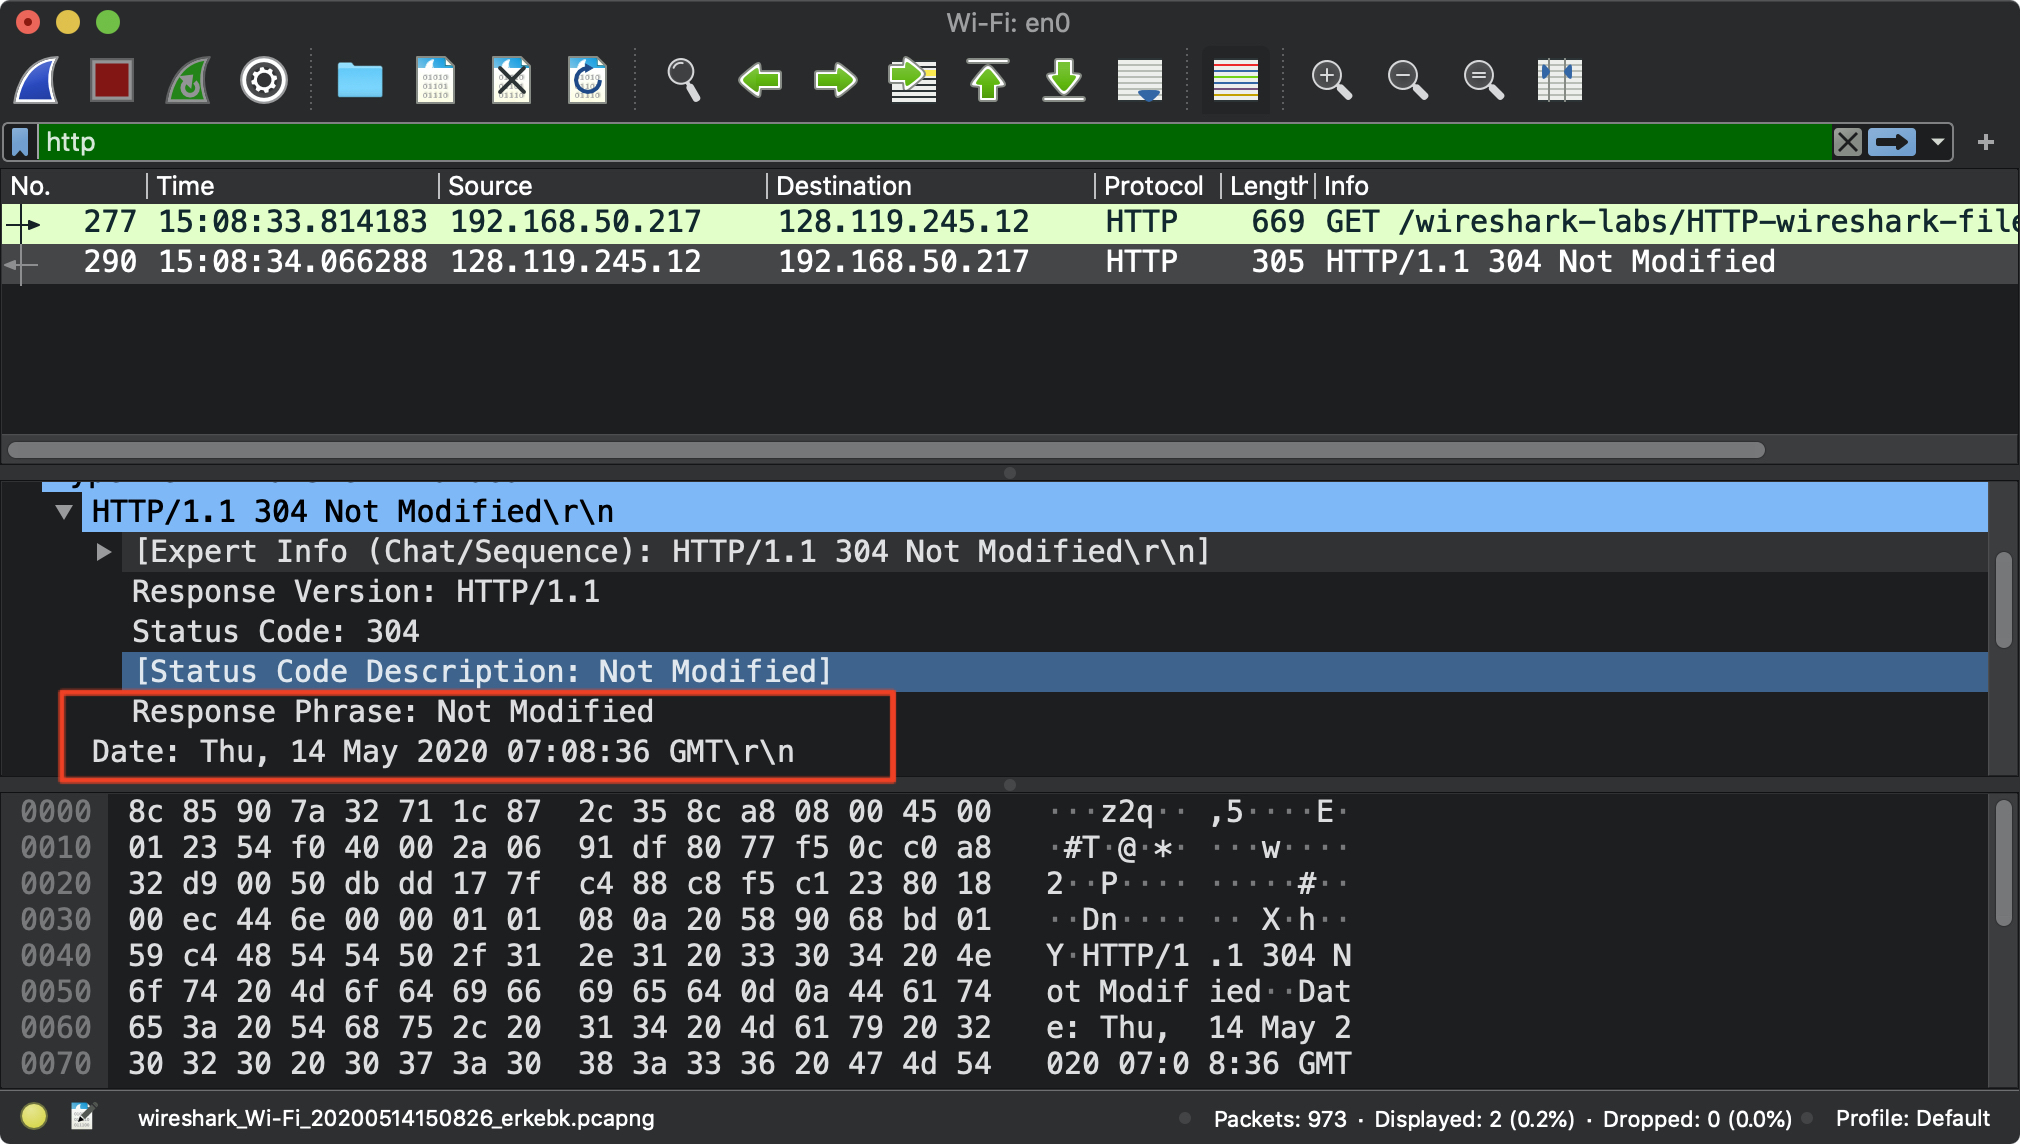 Wi-Fi: en0
http
No. Time Source Destination Protocol Length Info
277 15:08:33.814183 192.168.50.217 128.119.245.12 HTTP 669 GET /wireshark-labs/HTTP-wireshark-file
290 15:08:34.066288 128.119.245.12 192.168.50.217 HTTP 305 HTTP/1.1 304 Not Modified
HTTP/1.1 304 Not Modified\r\n
[Expert Info (Chat/Sequence): HTTP/1.1 304 Not Modified\r\n]
Response Version: HTTP/1.1
Status Code: 304
[Status Code Description: Not Modified]
Response Phrase: Not Modified
Date: Thu, 14 May 2020 07:08:36 GMT\r\n
0000 8c 85 90 7a 32 71 1c 87 2c 35 8c a8 08 00 45 00 ···z2q·· ,5····E·
0010 01 23 54 f0 40 00 2a 06 91 df 80 77 f5 0c c0 a8 ·#T·@·*· ···w····
0020 32 d9 00 50 db dd 17 7f c4 88 c8 f5 c1 23 80 18 2··P···· ·····#··
0030 00 ec 44 6e 00 00 01 01 08 0a 20 58 90 68 bd 01 ··Dn···· ·· X·h··
0040 59 c4 48 54 54 50 2f 31 2e 31 20 33 30 34 20 4e Y·HTTP/1 .1 304 N
0050 6f 74 20 4d 6f 64 69 66 69 65 64 0d 0a 44 61 74 ot Modif ied··Dat
0060 65 3a 20 54 68 75 2c 20 31 34 20 4d 61 79 20 32 e: Thu, 14 May 2
0070 30 32 30 20 30 37 3a 30 38 3a 33 36 20 47 4d 54 020 07:0 8:36 GMT
wireshark_Wi-Fi_20200514150826_erkebk.pcapng Packets: 973 · Displayed: 2 (0.2%) · Dropped: 0 (0.0%) Profile: Default